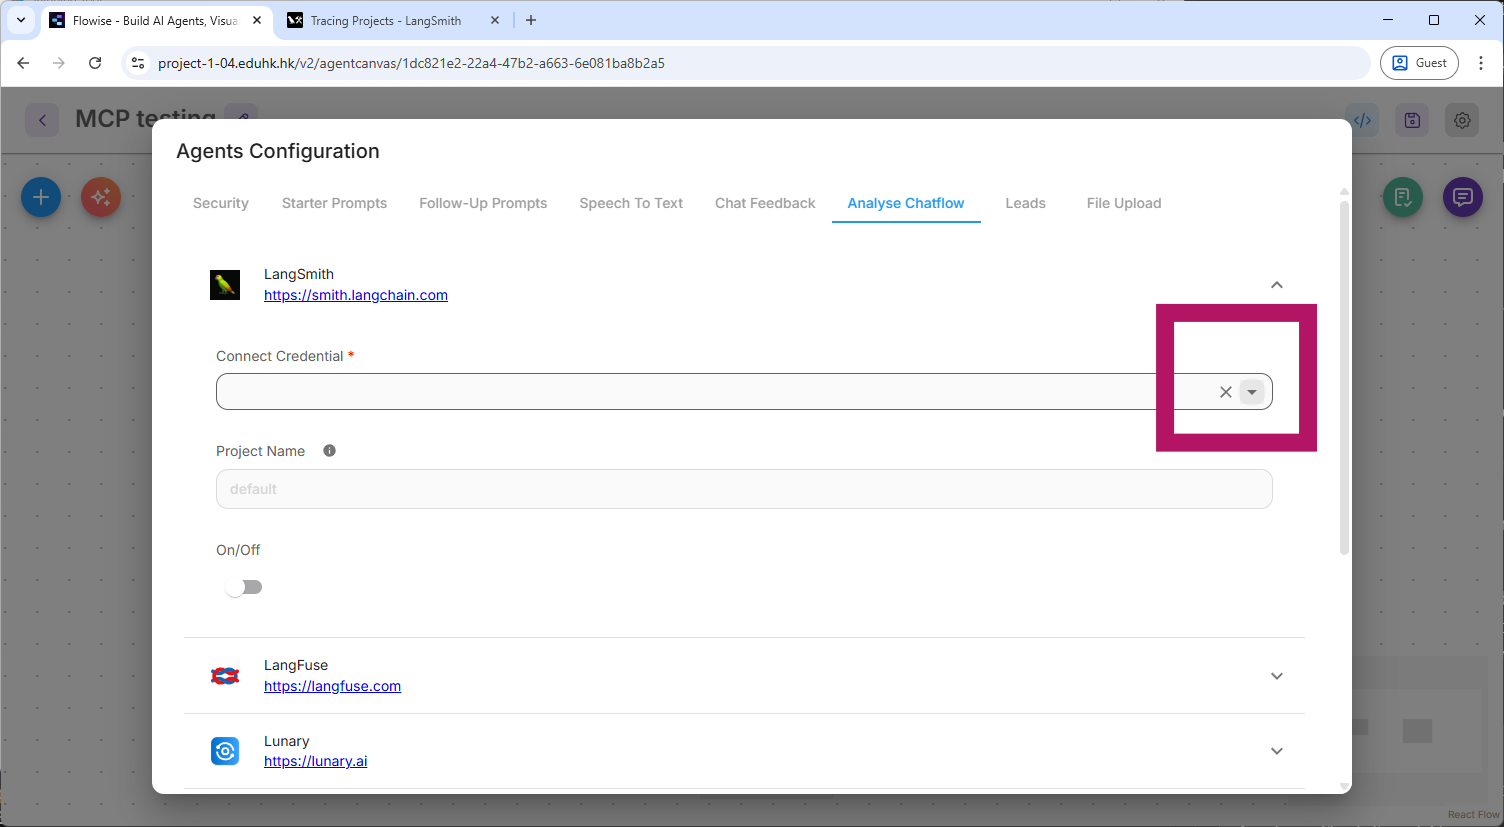 Flowise - Build AI Agents, Visua
Tracing Projects - LangSmith
project-1-04.eduhk.hk/v2/agentcanvas/1dc821e2-22a4-47b2-a663-6e081ba8b2a5
Guest
MCP testing
Agents Configuration
Security
Starter Prompts
Follow-Up Prompts
Speech To Text
Chat Feedback
Analyse Chatflow
Leads
File Upload
LangSmith
https://smith.langchain.com
Connect Credential *
Project Name
default
On/Off
LangFuse
https://langfuse.com
Lunary
https://lunary.ai
React Flow